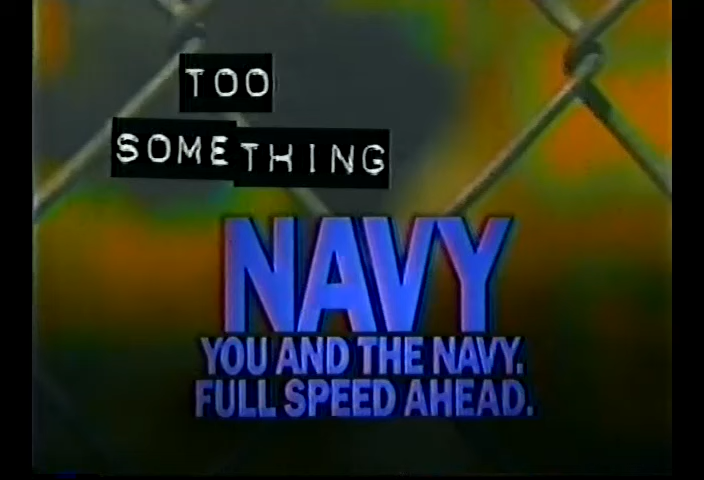 TOO
SOMETHING
NAVY
YOU AND THE NAVY.
FULL SPEED AHEAD.